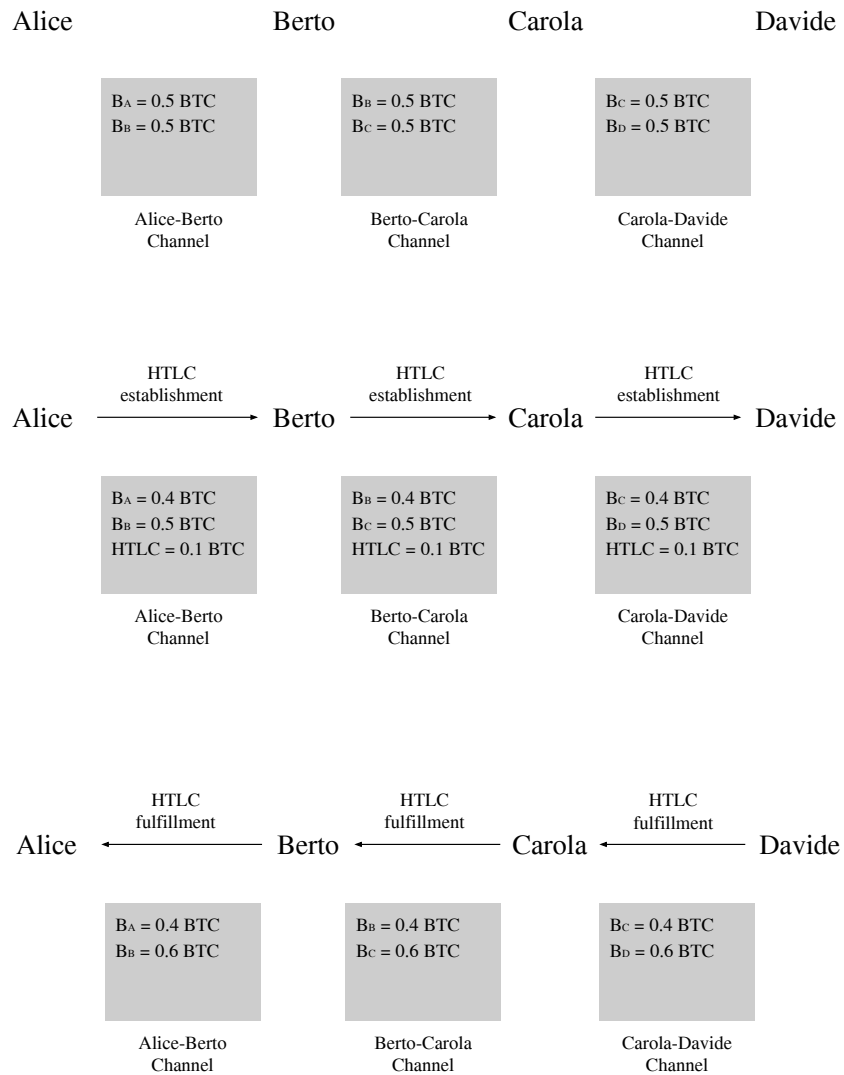 Alice Berto Carola Davide
BA = 0.5 BTC BB = 0.5 BTC BC = 0.5 BTC
BB = 0.5 BTC BC = 0.5 BTC BD = 0.5 BTC
Alice-Berto Berto-Carola Carola-Davide
Channel Channel Channel
HTLC HTLC HTLC
establishment establishment establishment
Alice Berto Carola Davide
BA = 0.4 BTC BB = 0.4 BTC BC = 0.4 BTC
BB = 0.5 BTC BC = 0.5 BTC BD = 0.5 BTC
HTLC = 0.1 BTC HTLC = 0.1 BTC HTLC = 0.1 BTC
Alice-Berto Berto-Carola Carola-Davide
Channel Channel Channel
HTLC HTLC HTLC
fulfillment fulfillment fulfillment
Alice Berto Carola Davide
BA = 0.4 BTC BB = 0.4 BTC BC = 0.4 BTC
BB = 0.6 BTC BC = 0.6 BTC BD = 0.6 BTC
Alice-Berto Berto-Carola Carola-Davide
Channel Channel Channel